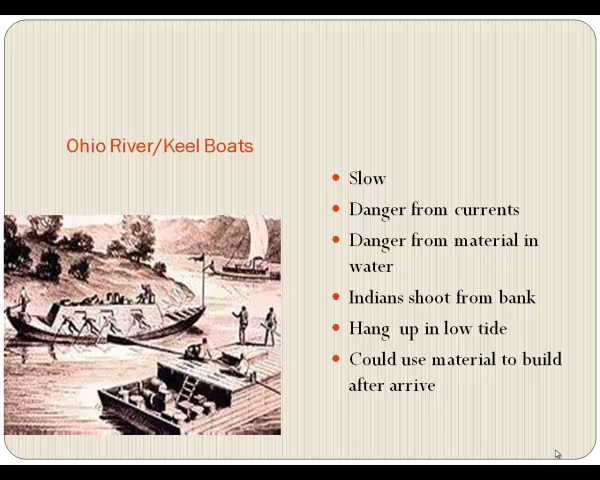 Ohio River/Keel Boats
Slow
Danger from currents
Danger from material in
water
Indians shoot from bank
Hang up in low tide
Could use material to build
after arrive